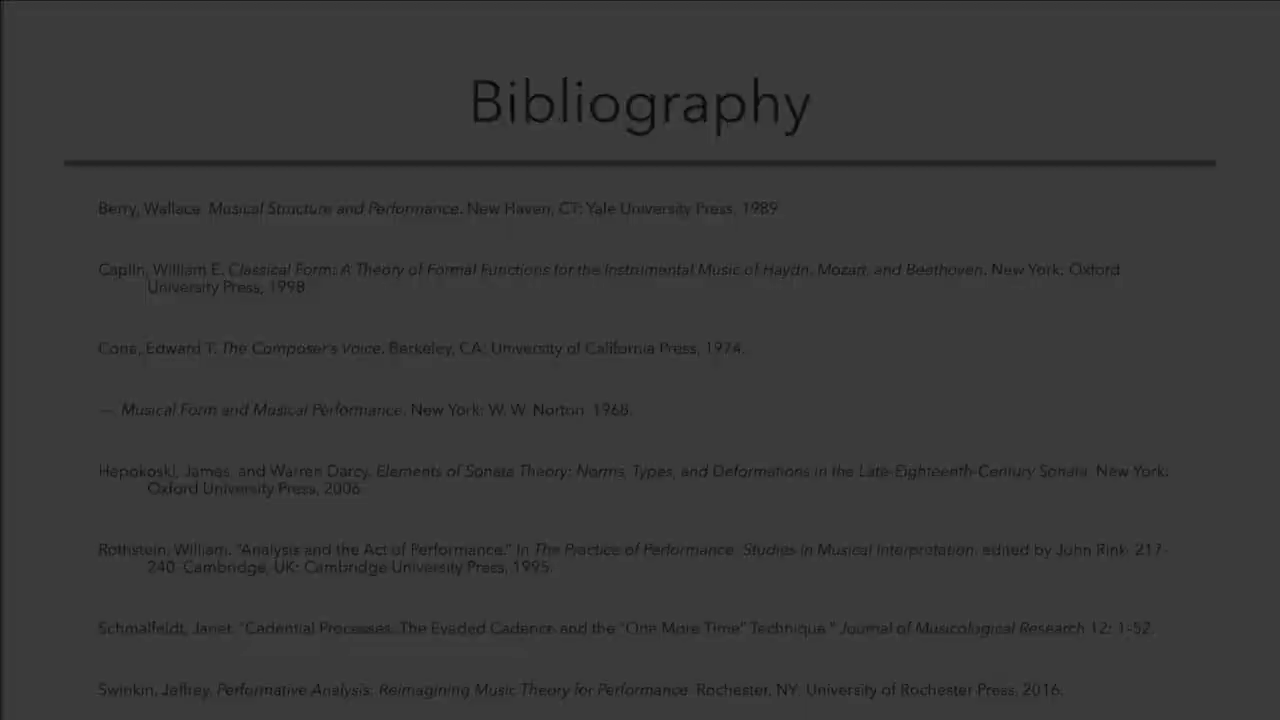 Bibliography
Berry, Wallace. Musical Structure and Performance. New Haven, CT: Yale University Press, 1989.
Caplin, William E. Classical Form: A Theory of Formal Functions for the Instrumental Music of Haydn, Mozart, and Beethoven. New York: Oxford
University Press, 1998.
Cone, Edward T. The Composer's Voice. Berkeley, CA: University of California Press, 1974.
— Musical Form and Musical Performance. New York: W. W. Norton. 1968.
Hepokoski, James, and Warren Darcy. Elements of Sonata Theory: Norms, Types, and Deformations in the Late-Eighteenth-Century Sonata. New York:
Oxford University Press, 2006.
Rothstein, William. "Analysis and the Act of Performance." In The Practice of Performance: Studies in Musical Interpretation, edited by John Rink, 217-
240. Cambridge, UK: Cambridge University Press, 1995.
Schmalfeldt, Janet. "Cadential Processes: The Evaded Cadence and the "One More Time" Technique." Journal of Musicological Research 12: 1-52.
Swinkin, Jeffrey. Performative Analysis: Reimagining Music Theory for Performance. Rochester, NY: University of Rochester Press, 2016.